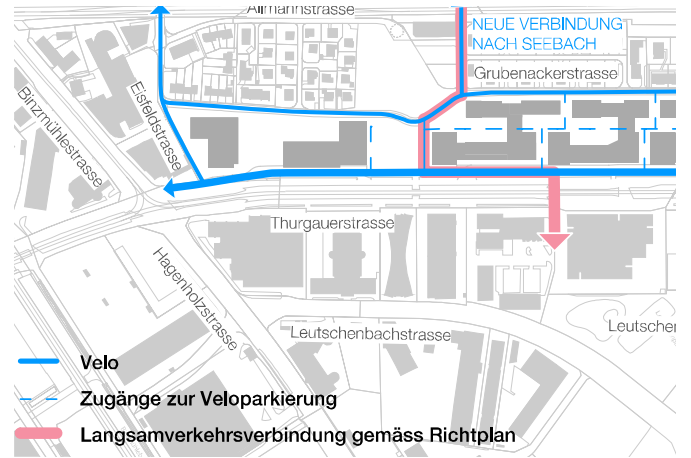 Allmannstrasse
NEUE VERBINDUNG
NACH SEEBACH
Grubenackerstrasse
Binzmühlestrasse
Eisfeldstrasse
Thurgauerstrasse
Hagenholzstrasse
Leutschenbachstrasse
Leutschen
Velo
Zugänge zur Veloparkierung
Langsamverkehrsverbindung gemäss Richtplan